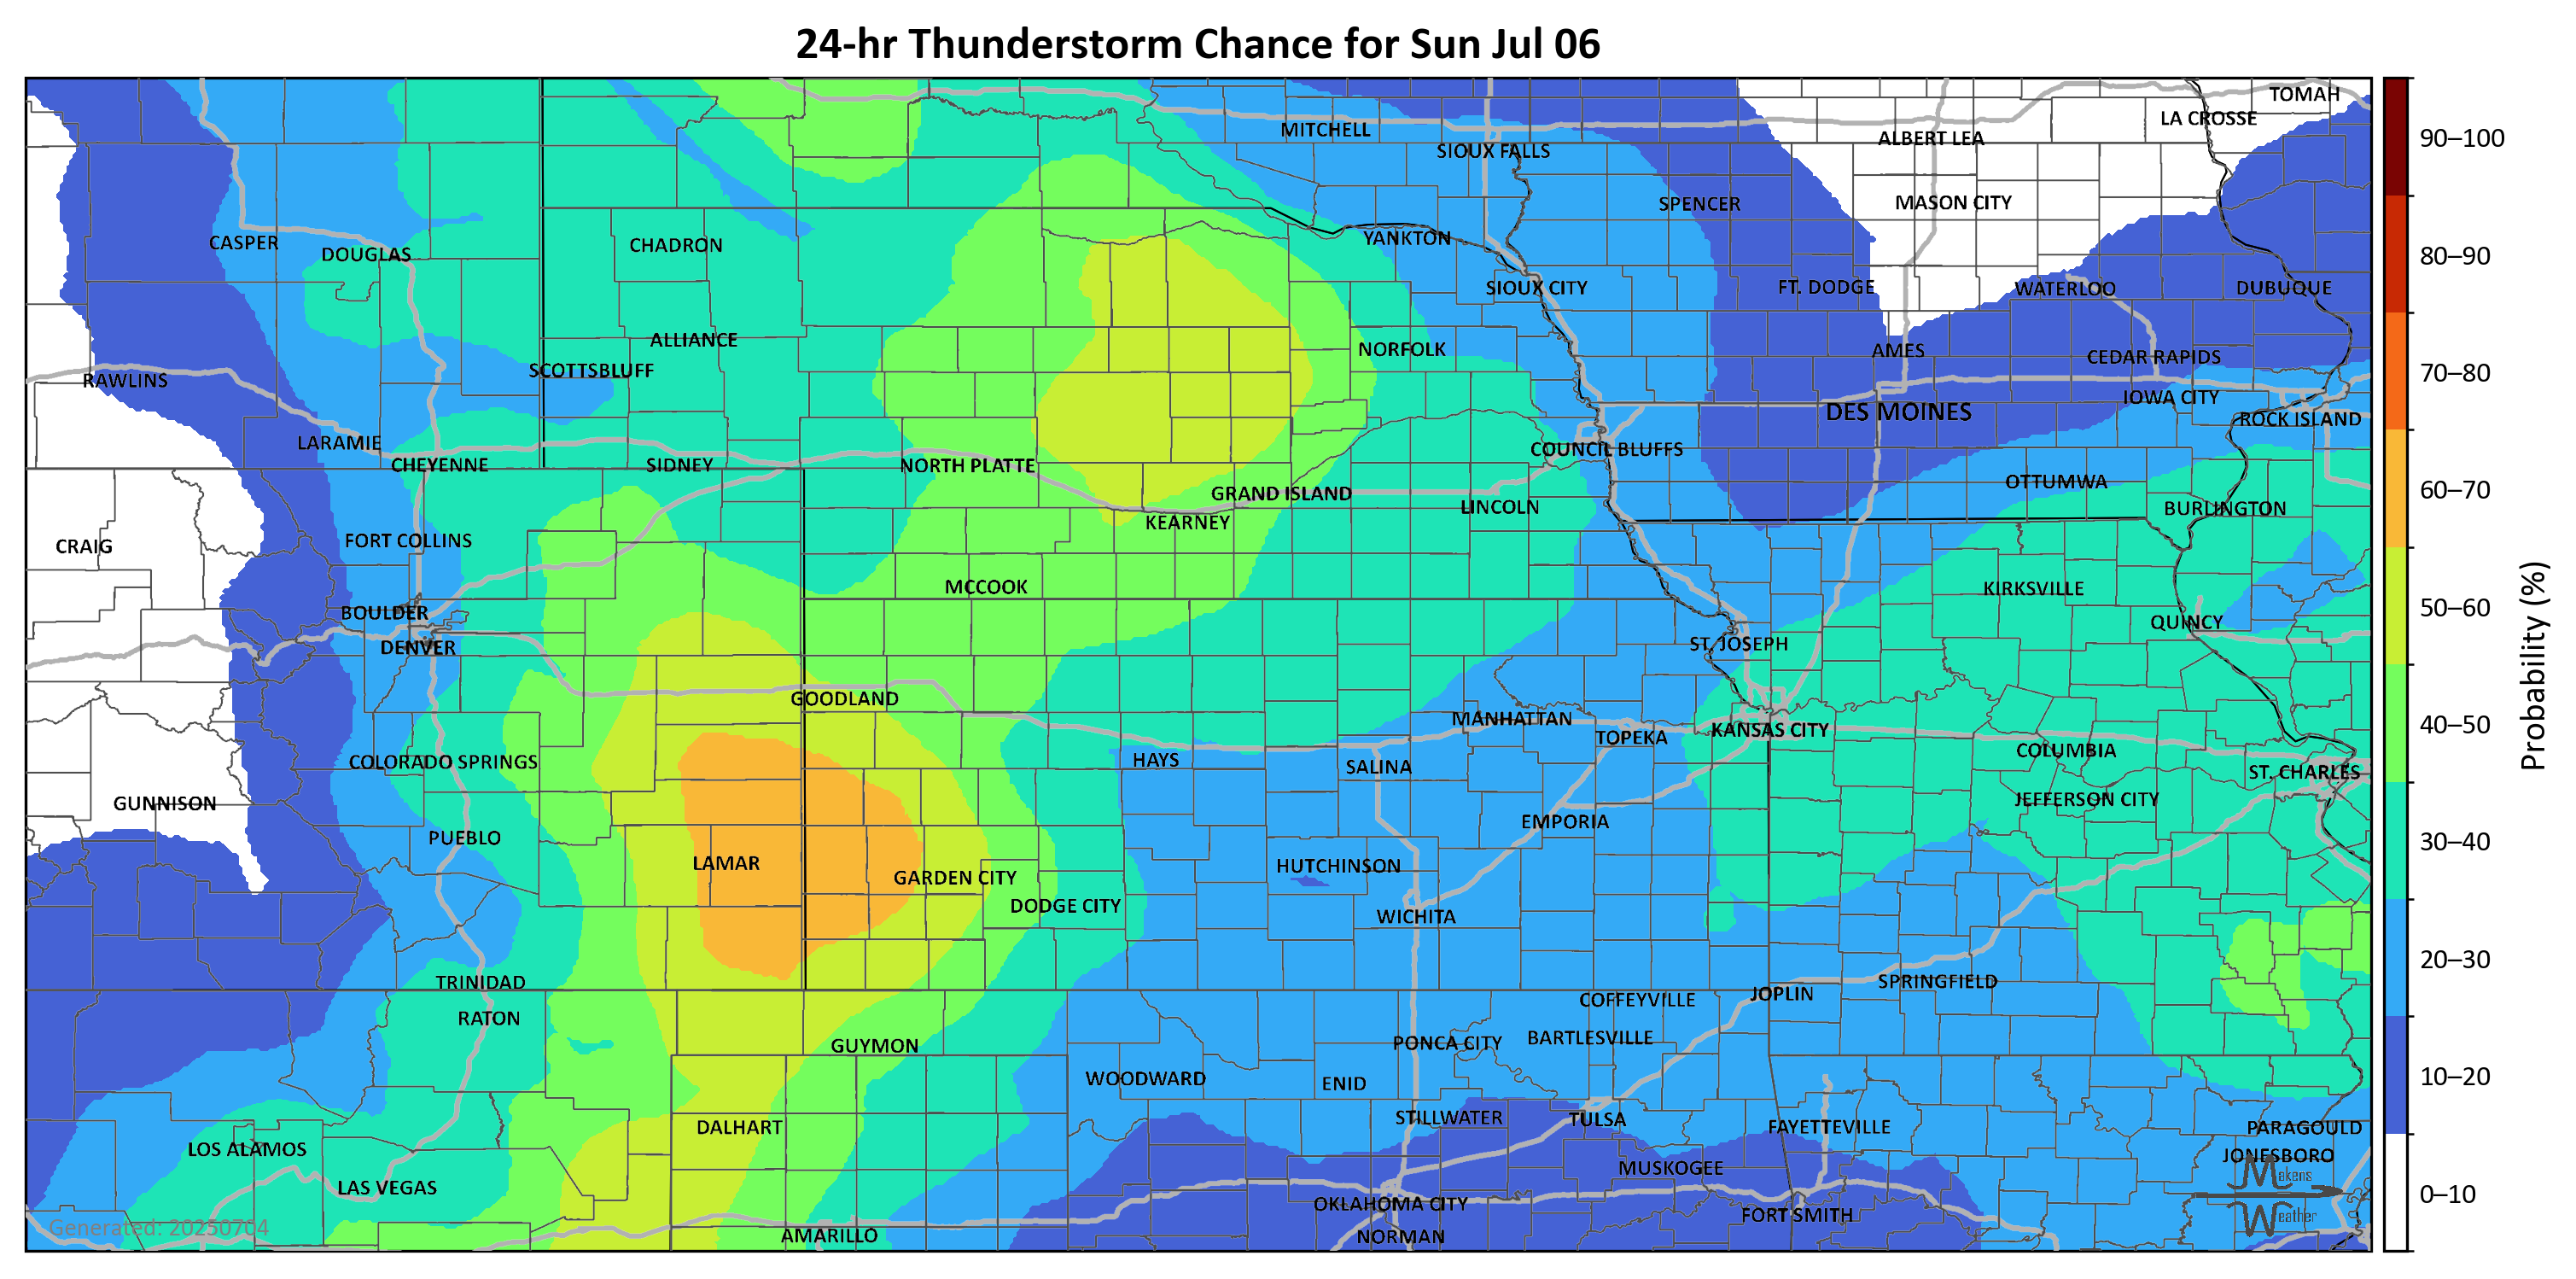 24-hr Thunderstorm Chance for Sun Jul 06
TOMAH
LA CROSSE
MITCHELL
ALBERT LEA
90–100
SIOUX FALLS
SPENCER
MASON CITY
CASPER
DOUGLAS
CHADRON
YANKTON
80–90
SIOUX CITY
FT. DODGE
WATERLOO
DUBUQUE
ALLIANCE
NORFOLK
AMES
CEDAR RAPIDS
RAWLINS
SCOTTSBLUFF
70–80
IOWA CITY
DES MOINES
ROCK ISLAND
LARAMIE
COUNCIL BLUFFS
CHEYENNE
SIDNEY
NORTH PLATTE
OTTUMWA
60–70
GRAND ISLAND
LINCOLN
BURLINGTON
KEARNEY
CRAIG
FORT COLLINS
MCCOOK
KIRKSVILLE
50–60
BOULDER
QUINCY
DENVER
ST. JOSEPH
Probability (%)
GOODLAND
MANHATTAN
TOPEKA
KANSAS CITY
40–50
COLUMBIA
COLORADO SPRINGS
HAYS
SALINA
ST. CHARLES
GUNNISON
JEFFERSON CITY
PUEBLO
EMPORIA
30–40
LAMAR
GARDEN CITY
HUTCHINSON
DODGE CITY
WICHITA
20–30
TRINIDAD
SPRINGFIELD
JOPLIN
COFFEYVILLE
RATON
GUYMON
PONCA CITY
BARTLESVILLE
WOODWARD
ENID
10–20
DALHART
STILLWATER
TULSA
FAYETTEVILLE
PARAGOULD
LOS ALAMOS
JONESBORO
MUSKOGEE
Makens
LAS VEGAS
OKLAHOMA CITY
0–10
FORT SMITH
Weather
Generated: 20250704
AMARILLO
NORMAN